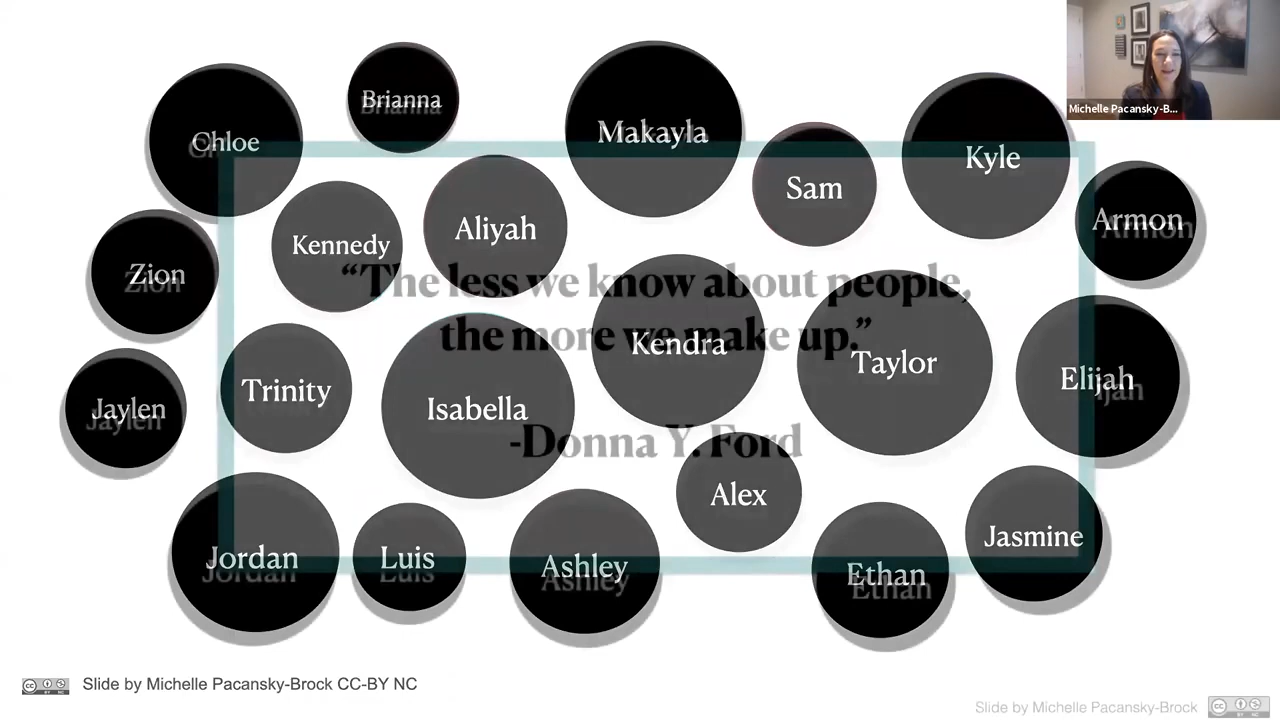 Michelle Pacansky-B...
Brianna
Chloe
Makayla
Kyle
Sam
Armon
Aliyah
Kennedy
Zion
“The less we know about people,
the more we make up.”
Kendra
Taylor
Elijah
Trinity
Isabella
Jaylen
-Donna Y. Ford
Alex
Jasmine
Jordan
Luis
Ashley
Ethan
Slide by Michelle Pacansky-Brock CC-BY NC
Slide by Michelle Pacansky-Brock